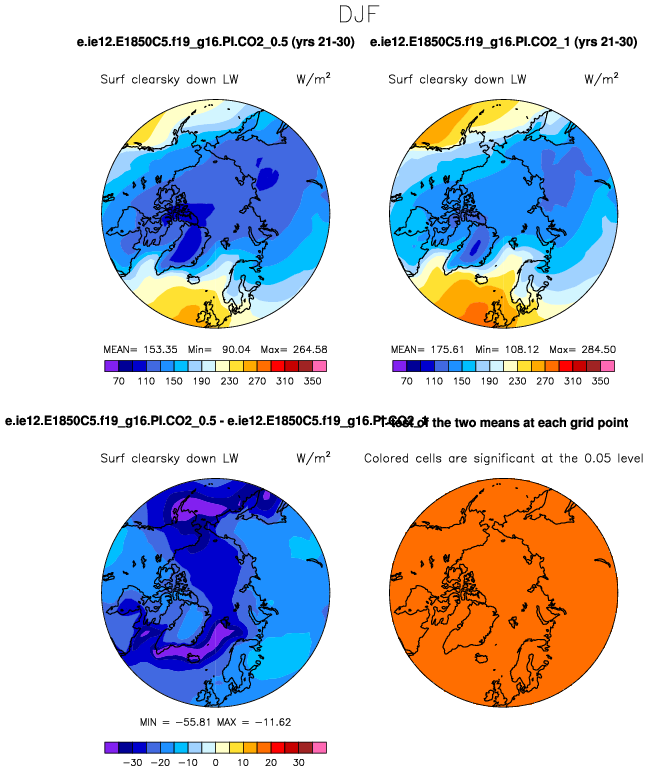 DJF
e.ie12.E1850C5.f19_g16.PI.CO2_0.5 (yrs 21-30) e.ie12.E1850C5.f19_g16.PI.CO2_1 (yrs 21-30)
Surf clearsky down LW W/m² Surf clearsky down LW W/m²
MEAN= 153.35 Min= 90.04 Max= 264.58 MEAN= 175.61 Min= 108.12 Max= 284.50
70 110 150 190 230 270 310 350 70 110 150 190 230 270 310 350
e.ie12.E1850C5.f19_g16.PI.CO2_0.5 - e.ie12.E1850C5.f19_g16.PI.CO2_1 T-test of the two means at each grid point
Surf clearsky down LW W/m² Colored cells are significant at the 0.05 level
MIN = −55.81 MAX = −11.62
−30 −20 −10 0 10 20 30